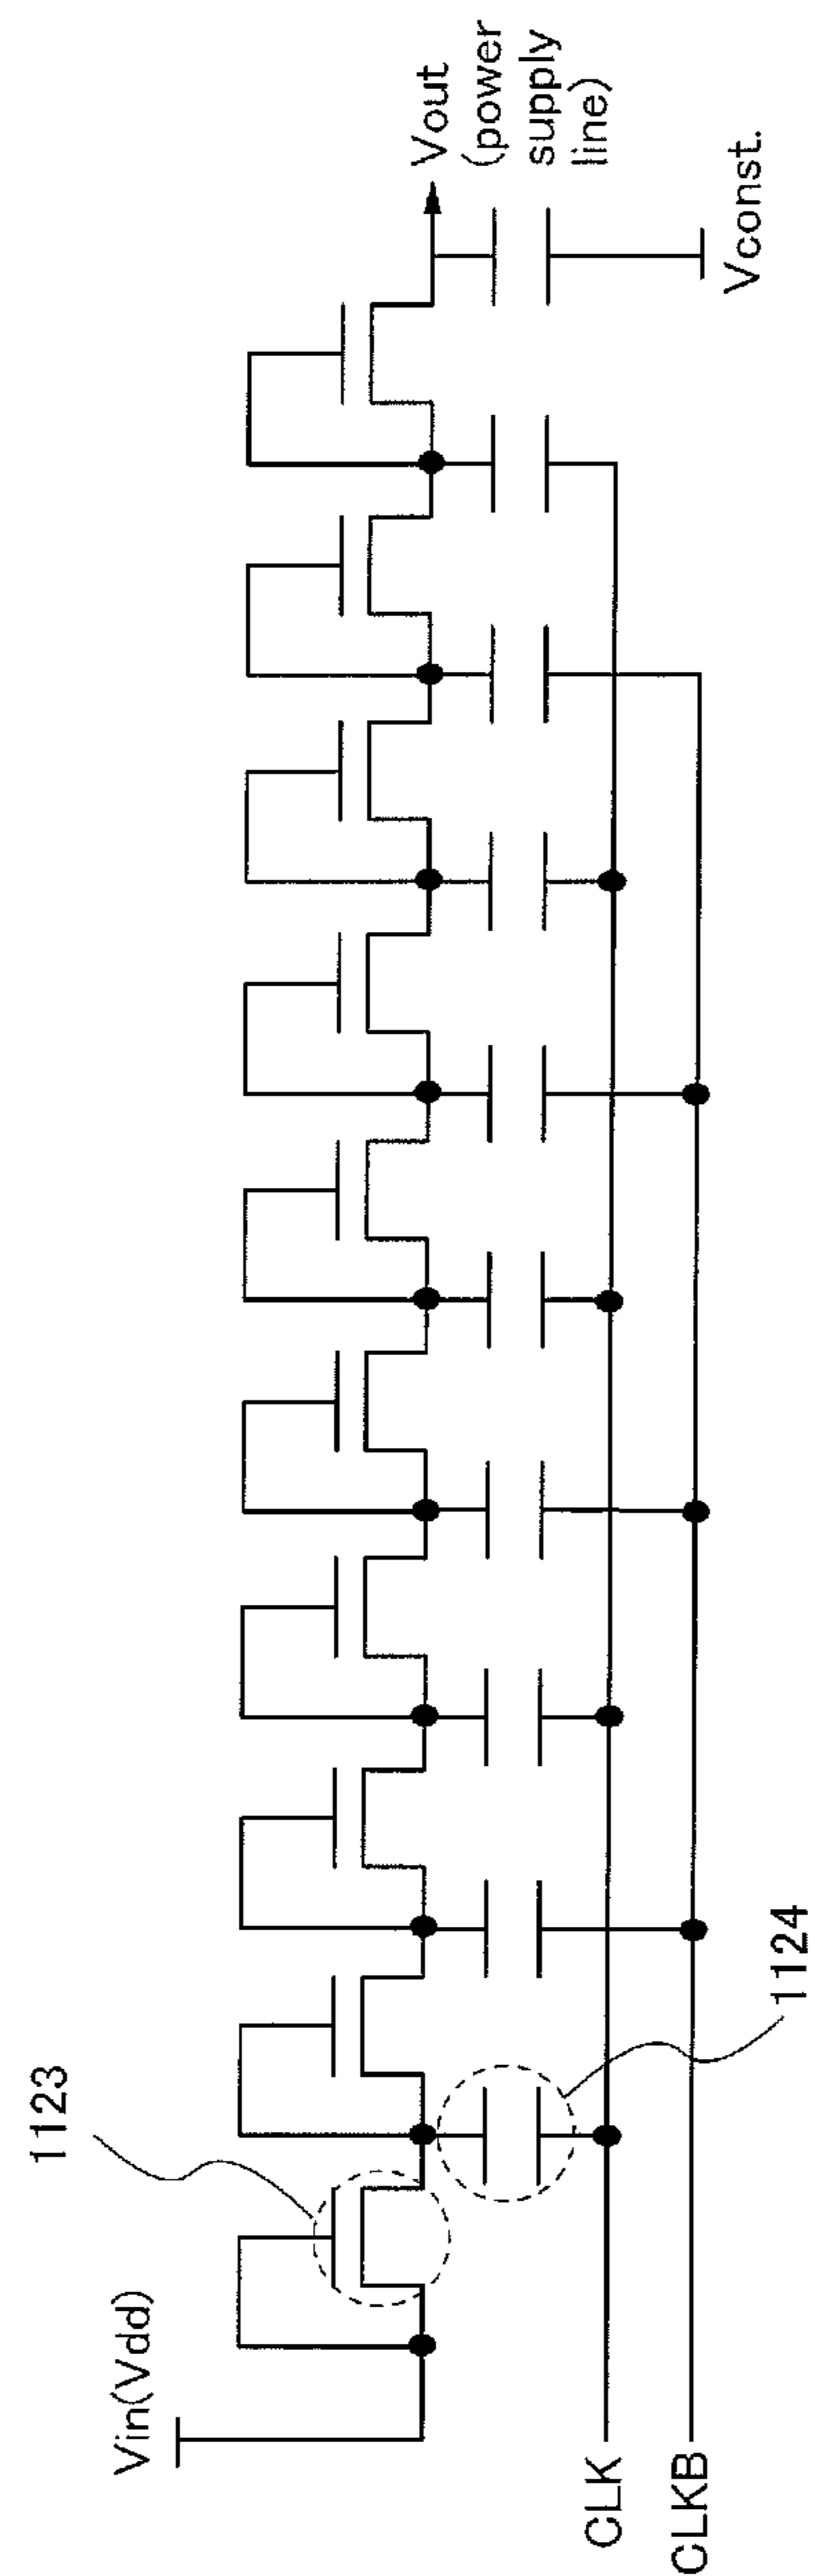 Vin(Vdd)
1123
1124
CLK
CLKB
Vout
(power
supply
line)
Vconst.